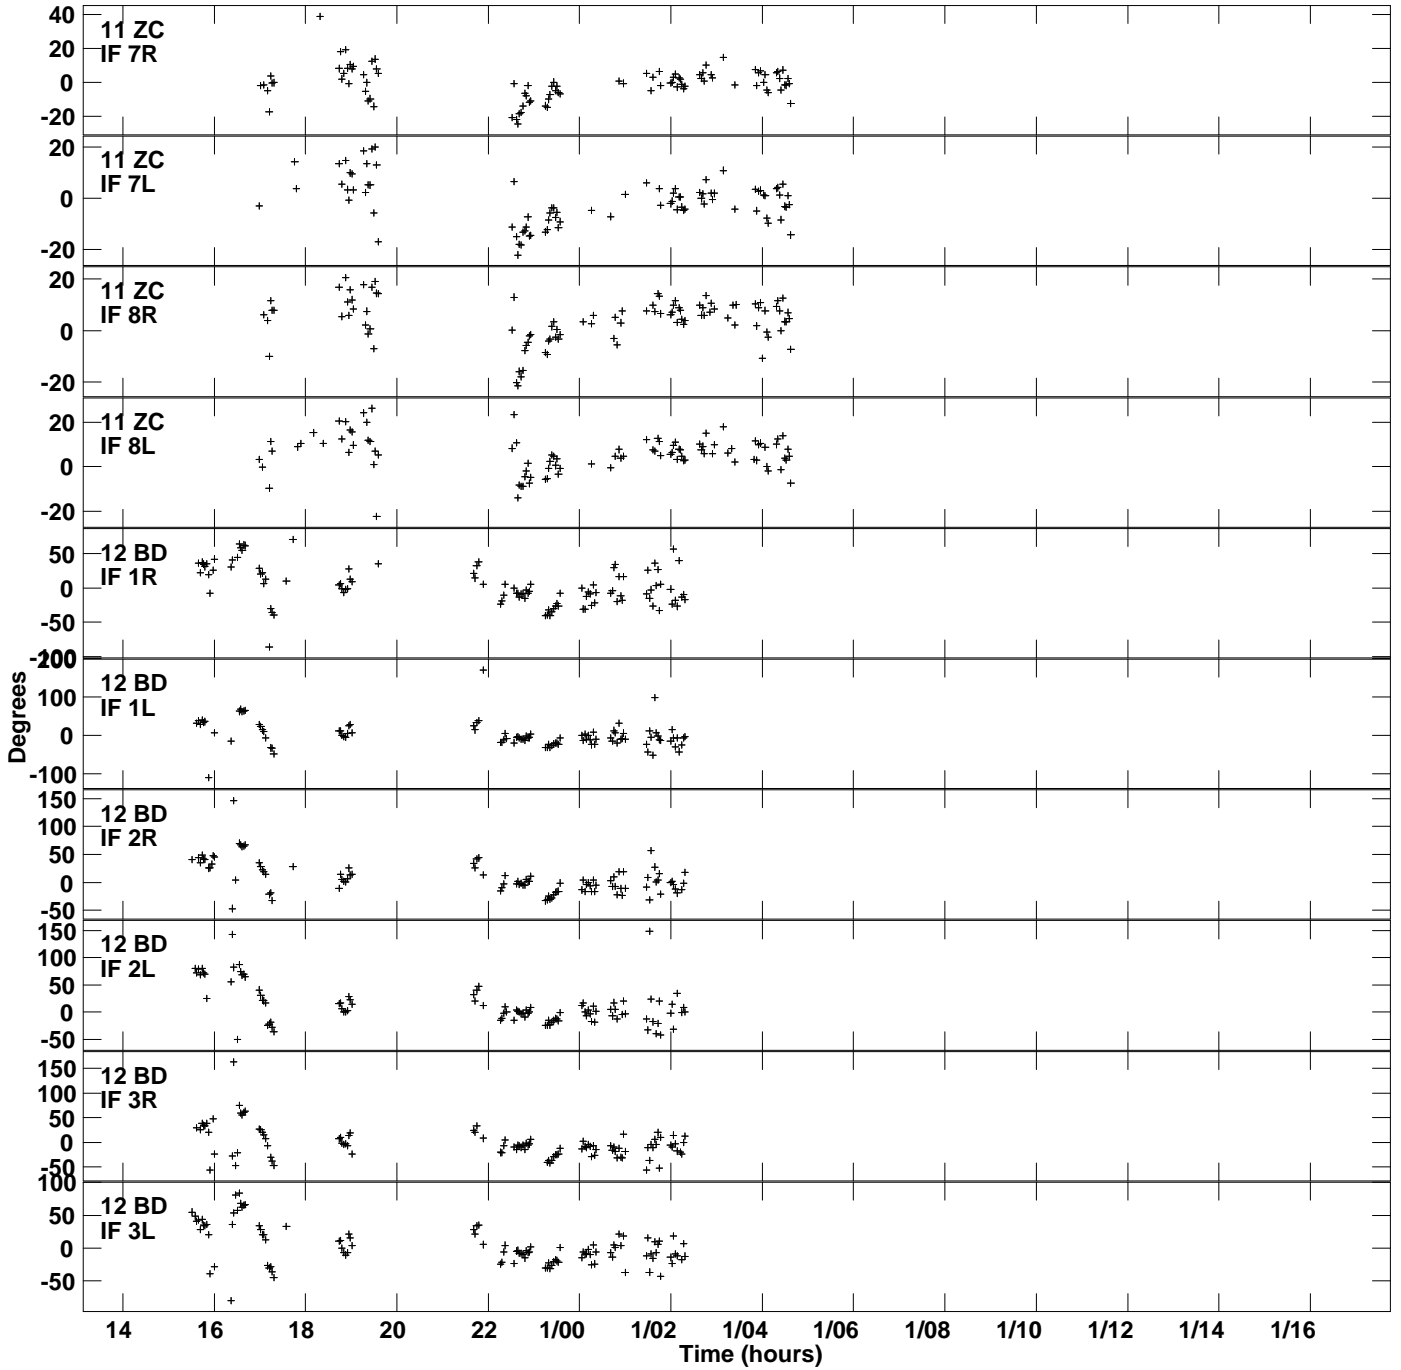 40
20
0
-20
11 ZC
IF 7R
20
0
-20
11 ZC
IF 7L
20
0
-20
11 ZC
IF 8R
20
0
-20
11 ZC
IF 8L
50
0
-50
-100
12 BD
IF 1R
200
100
0
-100
12 BD
IF 1L
150
100
50
0
-50
12 BD
IF 2R
150
100
50
0
-50
12 BD
IF 2L
150
100
50
0
-50
12 BD
IF 3R
100
50
0
-50
12 BD
IF 3L
Degrees
14 16 18 20 22 1/00 1/02 1/04 1/06 1/08 1/10 1/12 1/14 1/16
Time (hours)